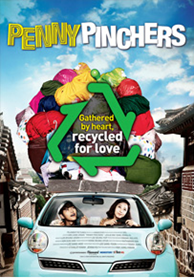 PENNY PINCHERS
Gathered
by heart,
recycled
for love